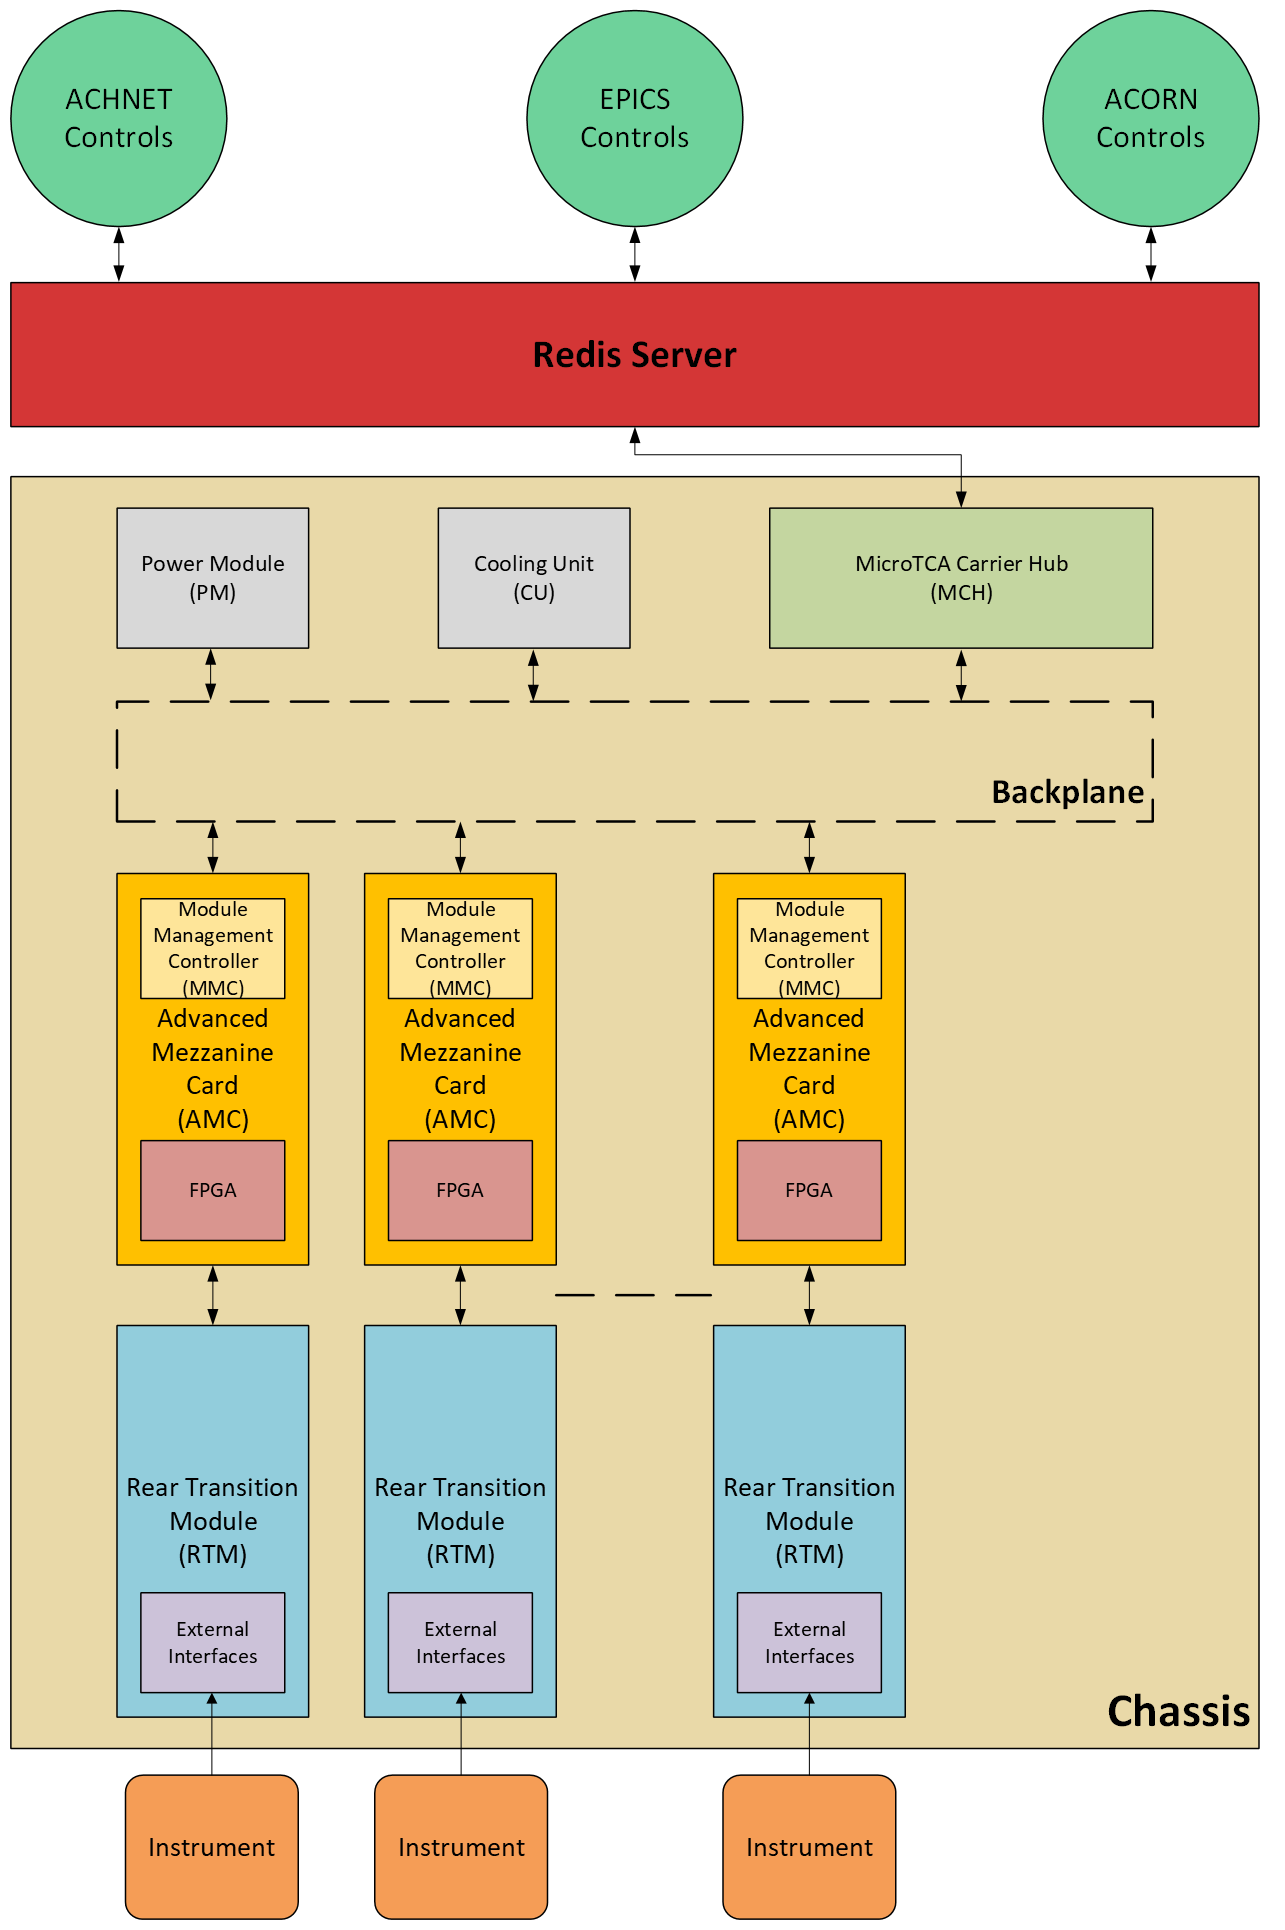 ACHNET
Controls
EPICS
Controls
ACORN
Controls
Redis Server
Power Module
(PM)
Cooling Unit
(CU)
MicroTCA Carrier Hub
(MCH)
Backplane
Module
Management
Controller
(MMC)
Advanced
Mezzanine
Card
(AMC)
FPGA
Module
Management
Controller
(MMC)
Advanced
Mezzanine
Card
(AMC)
FPGA
Module
Management
Controller
(MMC)
Advanced
Mezzanine
Card
(AMC)
FPGA
Rear Transition
Module
(RTM)
External
Interfaces
Rear Transition
Module
(RTM)
External
Interfaces
Rear Transition
Module
(RTM)
External
Interfaces
Chassis
Instrument
Instrument
Instrument